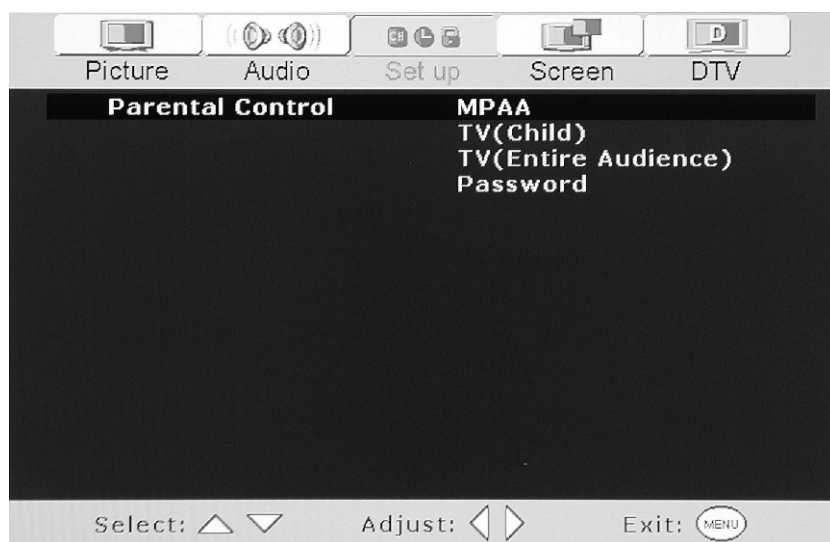 CH
D
Picture Audio Set up Screen DTV
Parental Control MPAA
TV(Child)
TV(Entire Audience)
Password
Select: Adjust: Exit: MENU